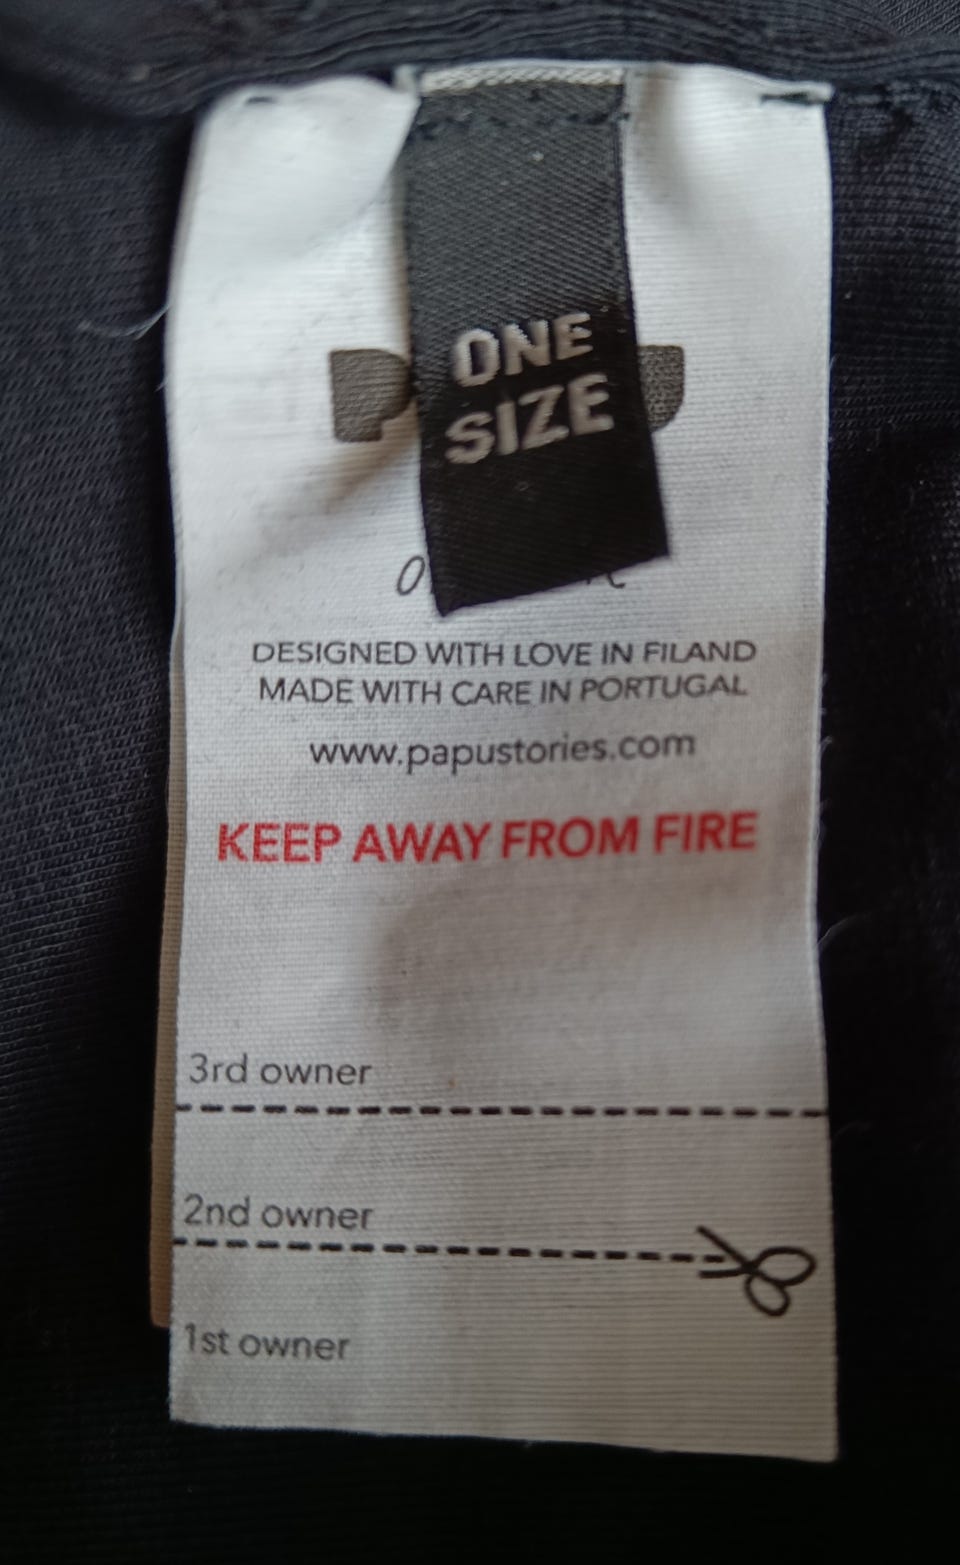 ONE
SIZE
DESIGNED WITH LOVE IN FILAND
MADE WITH CARE IN PORTUGAL
www.papustories.com
KEEP AWAY FROM FIRE
3rd owner
2nd owner
1st owner